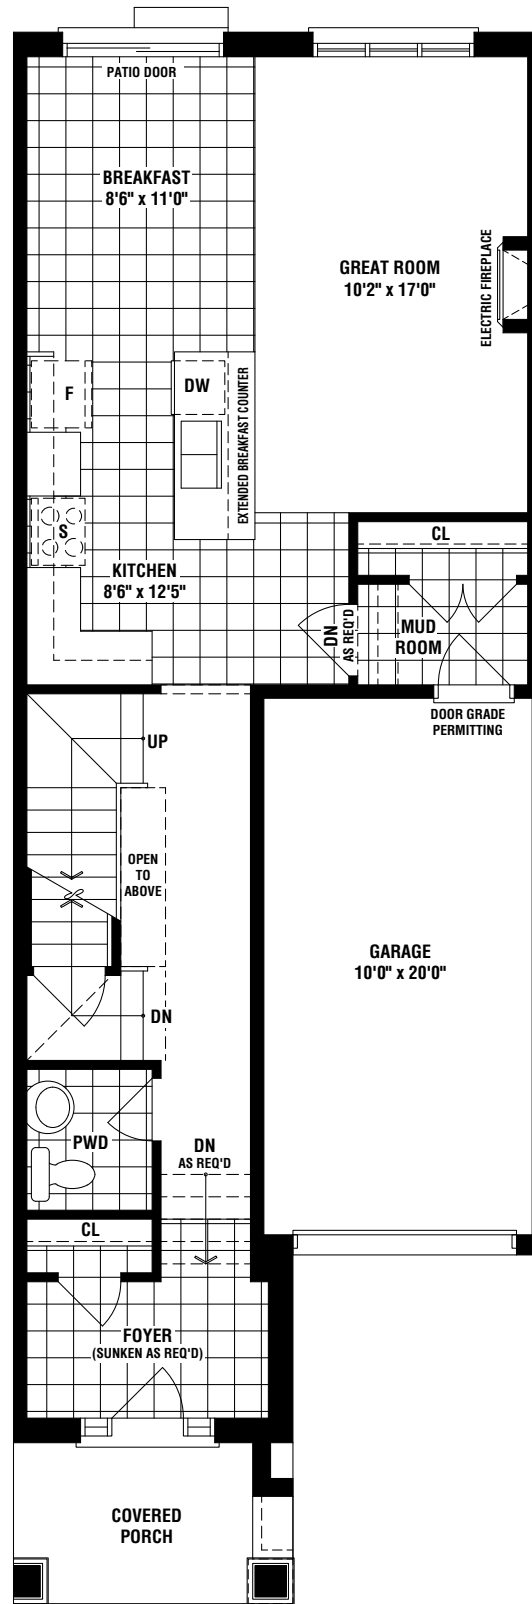 PATIO DOOR
BREAKFAST
8'6" x 11'0"
GREAT ROOM
10'2" x 17'0"
ELECTRIC FIREPLACE
F
DW
EXTENDED BREAKFAST COUNTER
S
CL
KITCHEN
8'6" x 12'5"
DN
AS REQ'D
MUD
ROOM
DOOR GRADE
PERMITTING
UP
OPEN
TO
ABOVE
GARAGE
10'0" x 20'0"
DN
PWD
DN
AS REQ'D
CL
FOYER
(SUNKEN AS REQ'D)
COVERED
PORCH